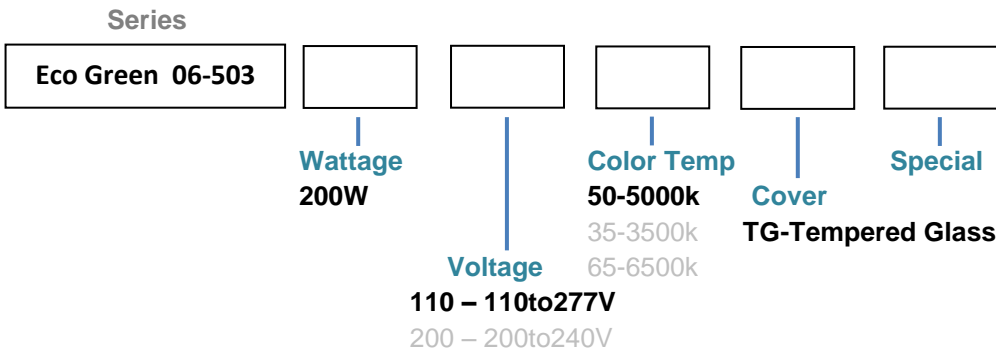 Series
Eco Green 06-503
Wattage
200W
Voltage
110 – 110to277V
200 – 200to240V
Color Temp
50-5000k
35-3500k
65-6500k
Cover
TG-Tempered Glass
Special